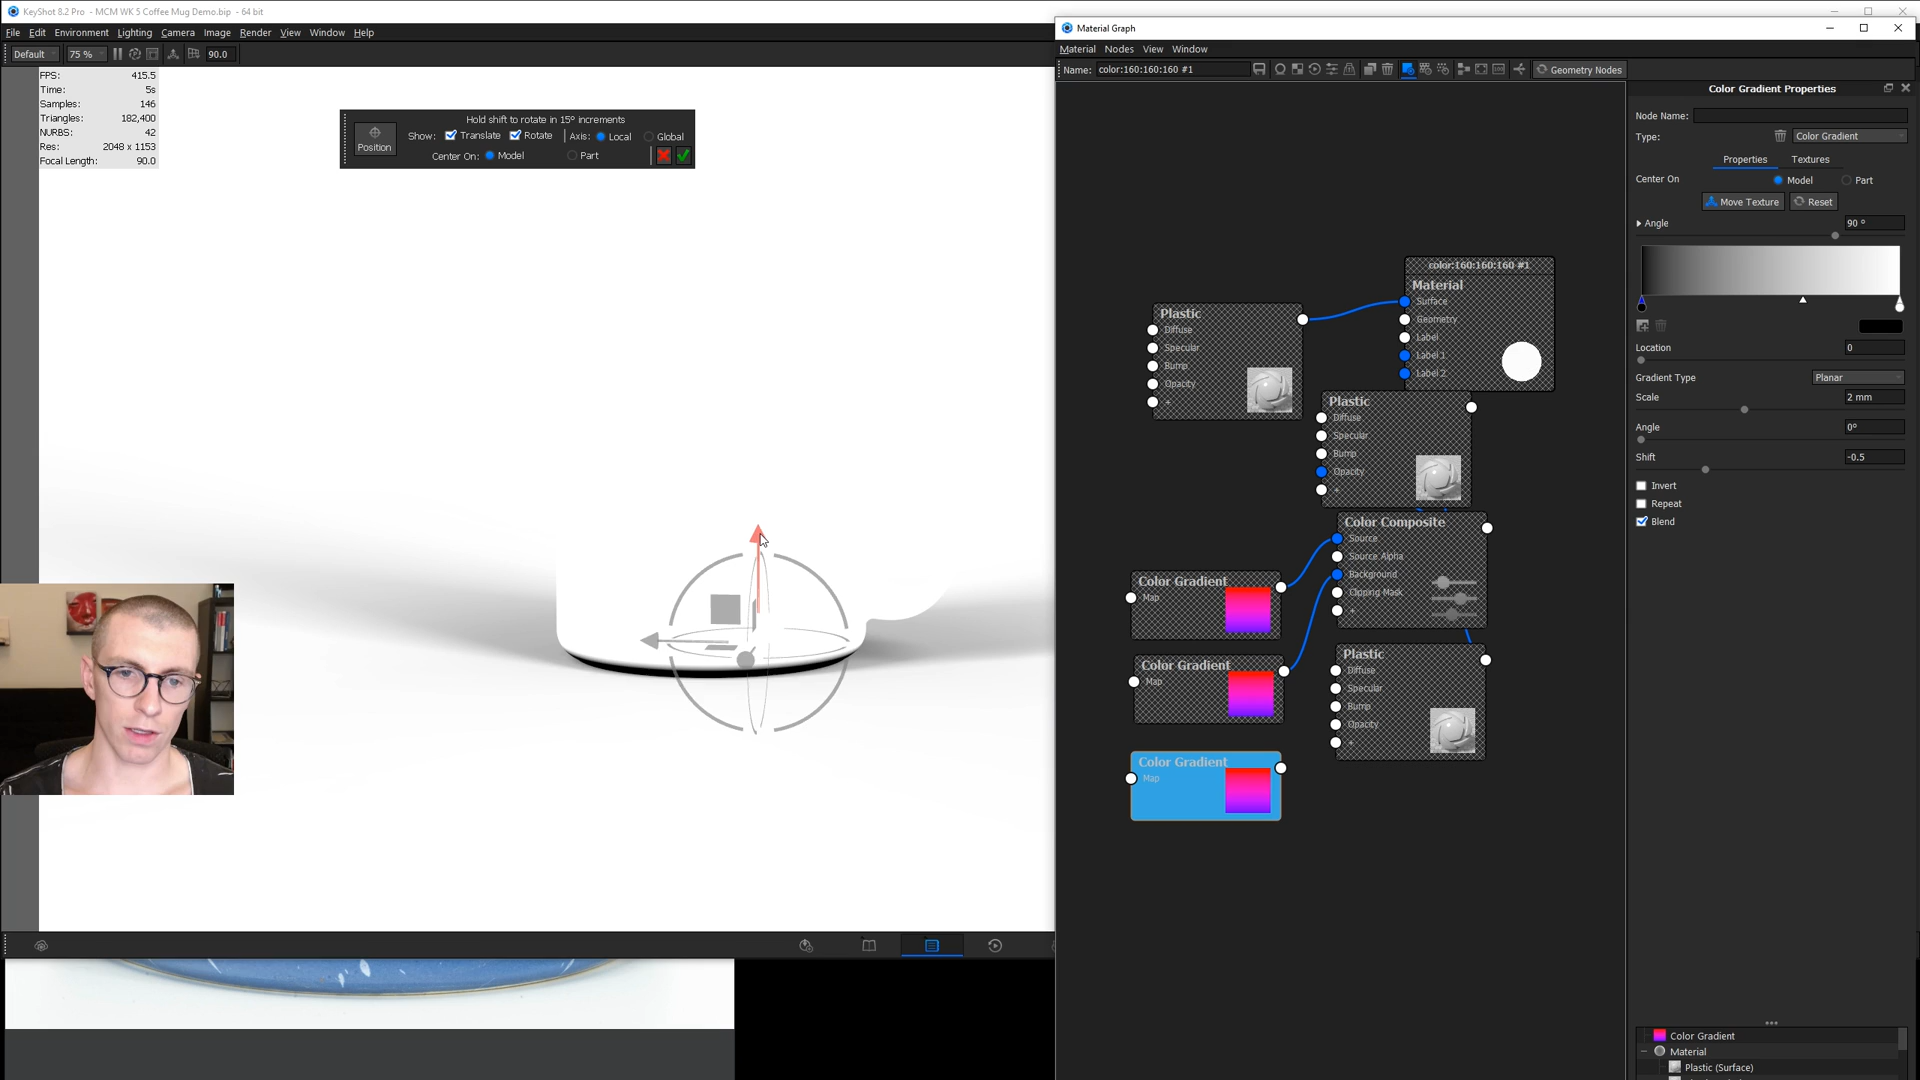 KeyShot 8.2 Pro - MCM WK 5 Coffee Mug Demo.bip - 64 bit
File Edit Environment Lighting Camera Image Render View Window Help
Default 75 % 90.0
FPS: 415.5
Time: 5s
Samples: 146
Triangles: 182,400
NURBS: 42
Res: 2048 x 1153
Focal Length: 90.0
Hold shift to rotate in 15º increments
Position Show: Translate Rotate Axis: Local Global
Center On: Model Part
Material Graph
Material Nodes View Window
Name: color:160:160:160 #1 Geometry Nodes
color:160:160:160 #1
Material
Surface
Geometry
Label
Label 1
Label 2
Plastic
Diffuse
Specular
Bump
Opacity
+
Plastic
Diffuse
Specular
Bump
Opacity
+
Color Composite
Source
Source Alpha
Background
Clipping Mask
+
Color Gradient
Map
Color Gradient
Map
Color Gradient
Map
Plastic
Diffuse
Specular
Bump
Opacity
+
Color Gradient Properties
Node Name:
Type: Color Gradient
Properties Textures
Center On Model Part
Move Texture Reset
Angle 90 º
Location 0
Gradient Type Planar
Scale 2 mm
Angle 0º
Shift -0.5
Invert
Repeat
Blend
Color Gradient
Material
Plastic (Surface)